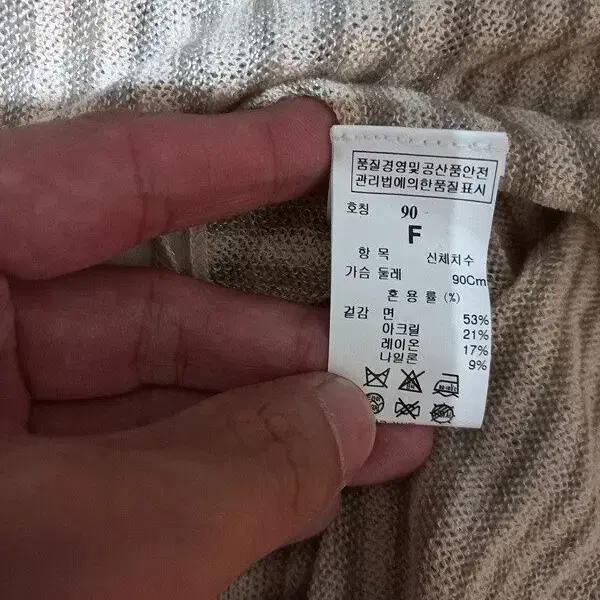 품질경영및공산품안전
관리법에의한품질표시
호칭 90
F
항 목 신체치수
가슴 둘레 90Cm
혼 용 률 (%)
겉감 면 53%
아크릴 21%
레이온 17%
나일론 9%